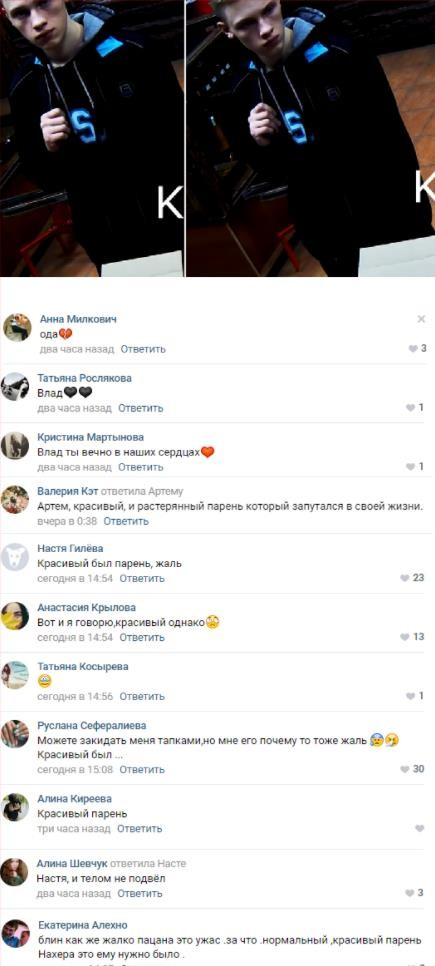 S
K
S
K
Анна Милкович
ода💔
два часа назад Ответить
3
Татьяна Рослякова
Влад🖤🖤
два часа назад Ответить
1
Кристина Мартынова
Влад ты вечно в наших сердцах❤
два часа назад Ответить
1
Валерия Кэт ответила Артему
Артем, красивый, и растерянный парень который запутался в своей жизни.
вчера в 0:38 Ответить
Настя Гилёва
Красивый был парень, жаль
сегодня в 14:54 Ответить
23
Анастасия Крылова
Вот и я говорю,красивый однако
сегодня в 14:54 Ответить
13
Татьяна Косырева
сегодня в 14:56 Ответить
1
Руслана Сефералиева
Можете закидать меня тапками,но мне его почему то тоже жаль
Красивый был ...
сегодня в 15:08 Ответить
30
Алина Киреева
Красивый парень
три часа назад Ответить
Алина Шевчук ответила Насте
Настя, и телом не подвёл
два часа назад Ответить
3
Екатерина Алехно
блин как же жалко пацана это ужас .за что .нормальный ,красивый парень
Нахера это ему нужно было .